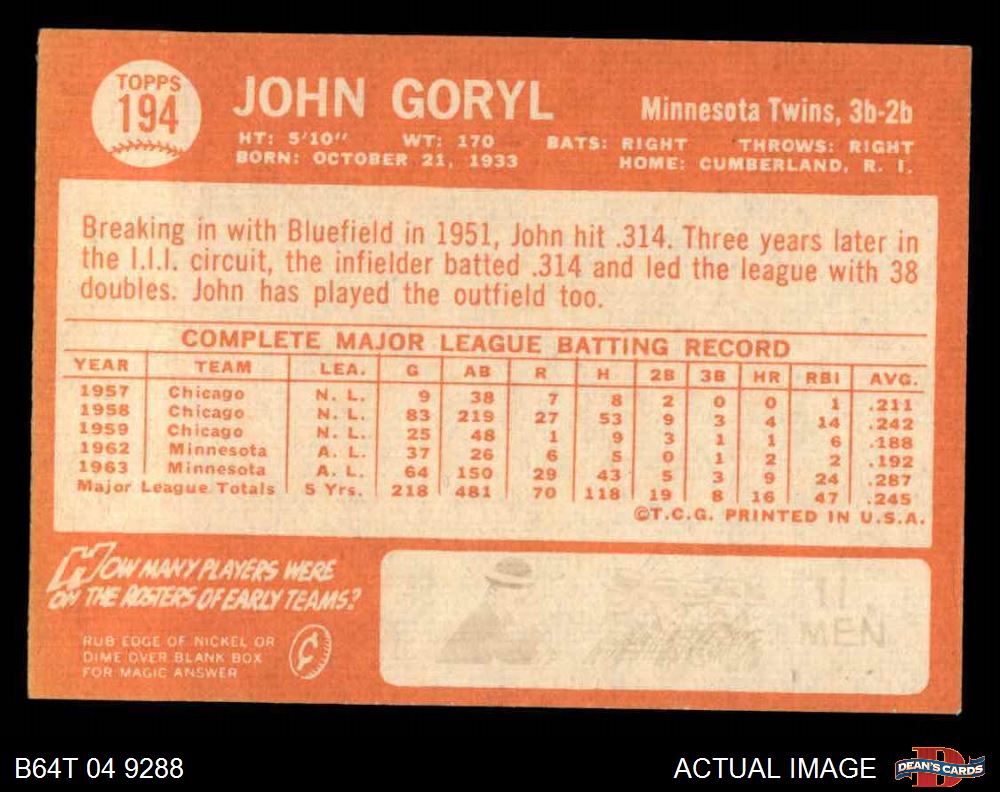 TOPPS
194
JOHN GORYL
Minnesota Twins, 3b-2b
HT: 5'10" WT: 170 BATS: RIGHT THROWS: RIGHT
BORN: OCTOBER 21, 1933 HOME: CUMBERLAND, R. I.
Breaking in with Bluefield in 1951, John hit .314. Three years later in
the I.I.I. circuit, the infielder batted .314 and led the league with 38
doubles. John has played the outfield too.
COMPLETE MAJOR LEAGUE BATTING RECORD
YEAR TEAM LEA. G AB R H 2B 3B HR RBI AVG.
1957 Chicago N. L. 9 38 7 8 2 0 0 1 .211
1958 Chicago N. L. 83 219 27 53 9 3 4 14 .242
1959 Chicago N. L. 25 48 1 9 3 1 1 6 .188
1962 Minnesota A. L. 37 26 6 5 0 1 2 2 .192
1963 Minnesota A. L. 64 150 29 43 5 3 9 24 .287
Major League Totals 5 Yrs. 218 481 70 118 19 8 16 47 .245
©T.C.G. PRINTED IN U.S.A.
HOW MANY PLAYERS WERE
ON THE ROSTERS OF EARLY TEAMS?
RUB EDGE OF NICKEL OR
DIME OVER BLANK BOX
FOR MAGIC ANSWER
11
MEN
B64T 04 9288
ACTUAL IMAGE
DEAN'S CARDS